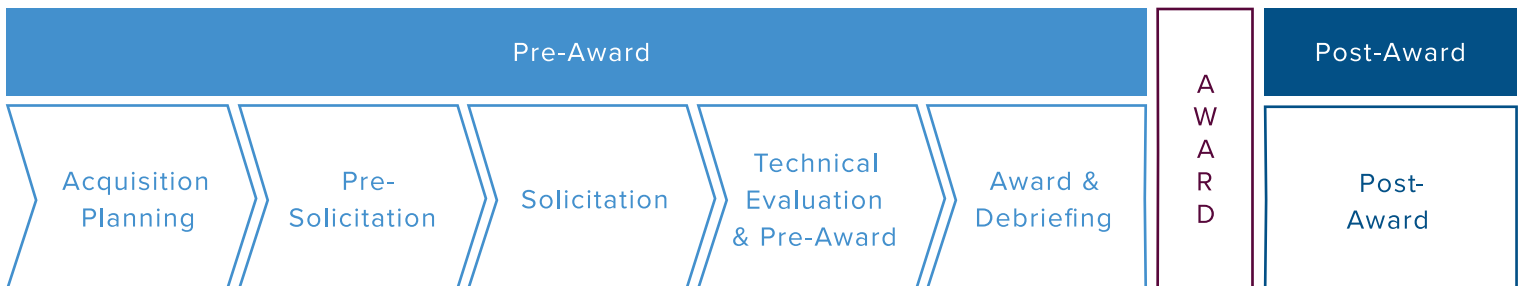 Pre-Award
Post-Award
Acquisition
Planning
Pre-
Solicitation
Solicitation
Technical
Evaluation
& Pre-Award
Award &
Debriefing
A
W
A
R
D
Post-
Award